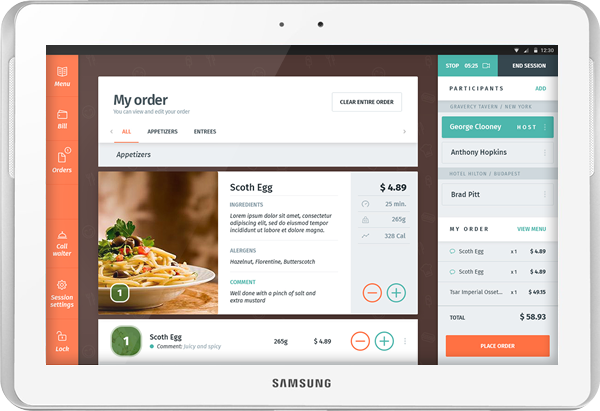 12:30
Menu
Bill
1
Orders
Call
waiter
Session
settings
Lock
My order
You can view and edit your order
CLEAR ENTIRE ORDER
ALL
APPETIZERS
ENTREES
Appetizers
1
Scoth Egg
INGREDIENTS
Lorem ipsum dolor sit amet, consectetur
adipiscing elit, sed do eiusmod tempor
incididunt ut labore et dolore magna.
ALERGENS
Hazelnut, Florentine, Butterscotch
COMMENT
Well done with a pinch of salt and
extra mustard
$ 4.89
25 min.
265g
328 Cal
1
Scoth Egg
Comment: Juicy and spicy
265g
$ 4.89
STOP 05:25
END SESSION
PARTICIPANTS
ADD
GRAVERCY TAVERN / NEW YORK
George Clooney HOST
Anthony Hopkins
HOTEL HILTON / BUDAPEST
Brad Pitt
MY ORDER
VIEW MENU
Scoth Egg x 1 $ 4.89
Scoth Egg x 1 $ 4.89
Tsar Imperial Osset... x 1 $ 49.15
TOTAL $ 58.93
PLACE ORDER
SAMSUNG